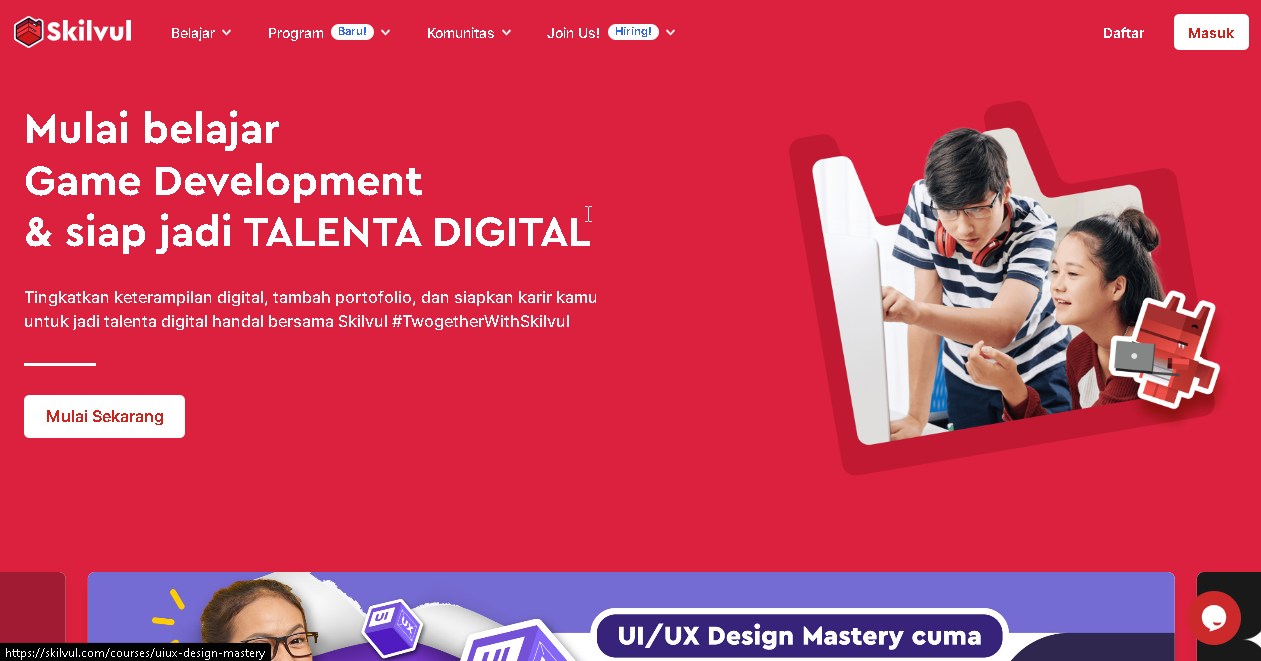 Skilvul
Belajar
Program Baru!
Komunitas
Join Us! Hiring!
Daftar
Masuk
Mulai belajar
Game Development
& siap jadi TALENTA DIGITAL
Tingkatkan keterampilan digital, tambah portofolio, dan siapkan karir kamu
untuk jadi talenta digital handal bersama Skilvul #TwogetherWithSkilvul
Mulai Sekarang
UI
UX
UI
UI/UX Design Mastery cuma
https://skilvul.com/courses/uiux-design-mastery